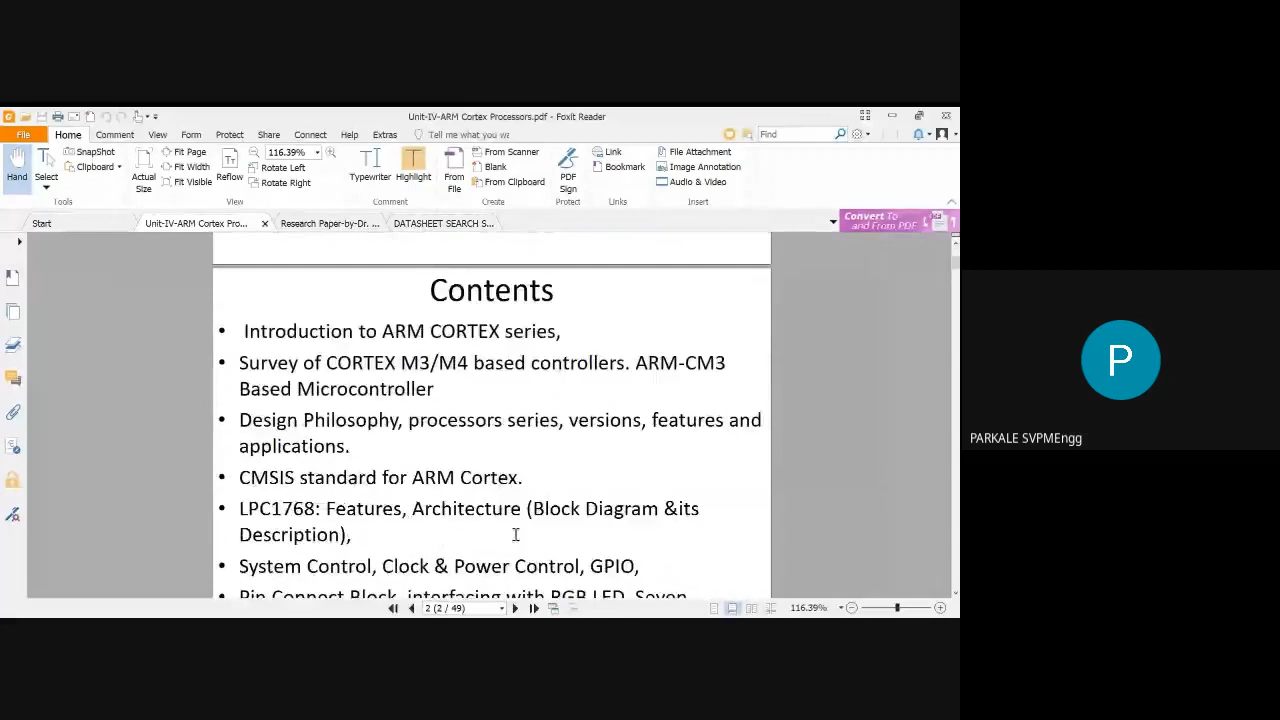 Unit-IV-ARM Cortex Processors.pdf - Foxit Reader
File Home Comment View Form Protect Share Connect Help Extras Tell me what you wa Find
Hand
Select
SnapShot
Clipboard
Tools
Actual Size
Fit Page
Fit Width
Fit Visible
Reflow
116.39%
Rotate Left
Rotate Right
View
Typewriter
Highlight
Comment
From File
From Scanner
Blank
From Clipboard
Create
PDF Sign
Protect
Link
Bookmark
Links
File Attachment
Image Annotation
Audio & Video
Insert
Start Unit-IV-ARM Cortex Pro... Research Paper-by-Dr. ... DATASHEET SEARCH S...
Convert To
and From PDF
Contents
• Introduction to ARM CORTEX series,
• Survey of CORTEX M3/M4 based controllers. ARM-CM3
Based Microcontroller
• Design Philosophy, processors series, versions, features and
applications.
• CMSIS standard for ARM Cortex.
• LPC1768: Features, Architecture (Block Diagram &its
Description),
• System Control, Clock & Power Control, GPIO,
• Pin Connect Block, interfacing with RGB LED, Seven
2 (2 / 49) 116.39%
P
PARKALE SVPMEngg